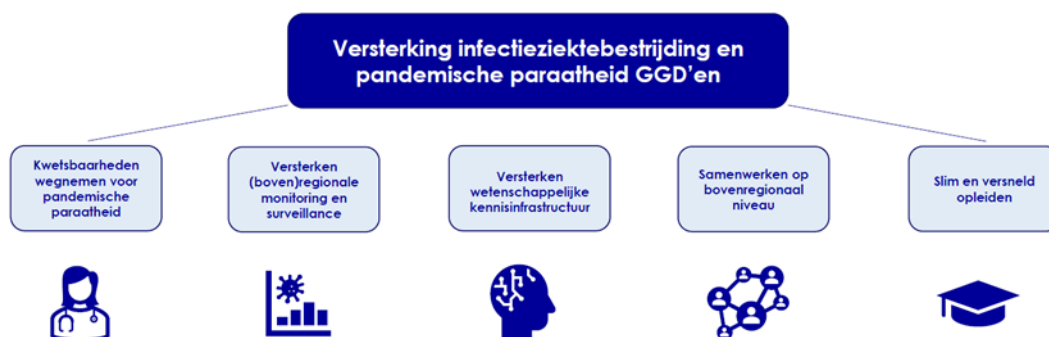 Versterking infectieziektebestrijding en
pandemische paraatheid GGD'en
Kwetsbaarheden
wegnemen voor
pandemische
paraatheid
Versterken
(boven)regionale
monitoring en
surveillance
Versterken
wetenschappelijke
kennisinfrastructuur
Samenwerken op
bovenregionaal
niveau
Slim en versneld
opleiden